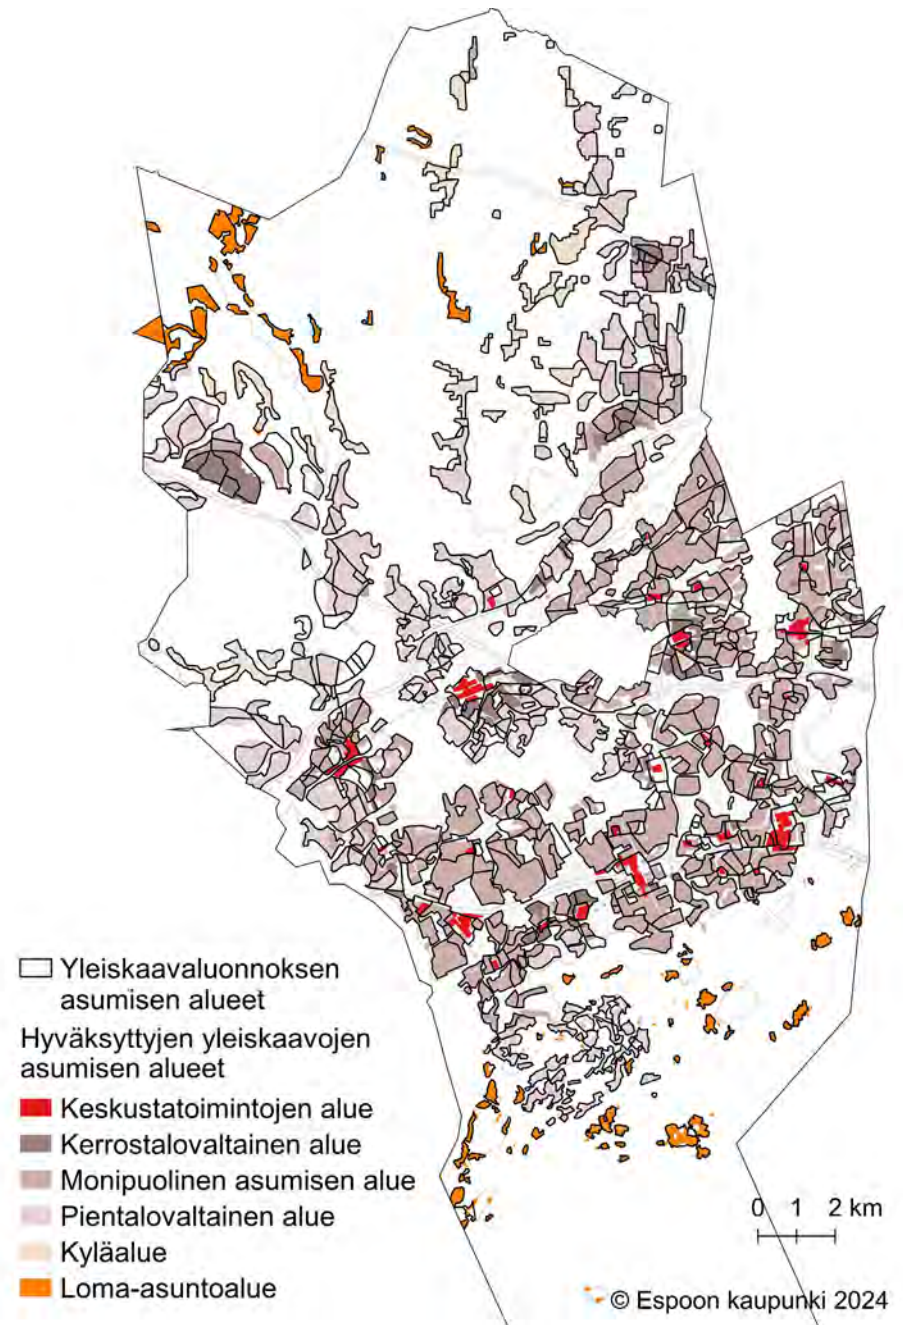 Yleiskaavaluonnoksen
asumisen alueet
Hyväksyttyjen yleiskaavojen
asumisen alueet
Keskustatoimintojen alue
Kerrostalovaltainen alue
Monipuolinen asumisen alue
Pientalovaltainen alue
Kyläalue
Loma-asuntoalue
0 1 2 km
© Espoon kaupunki 2024